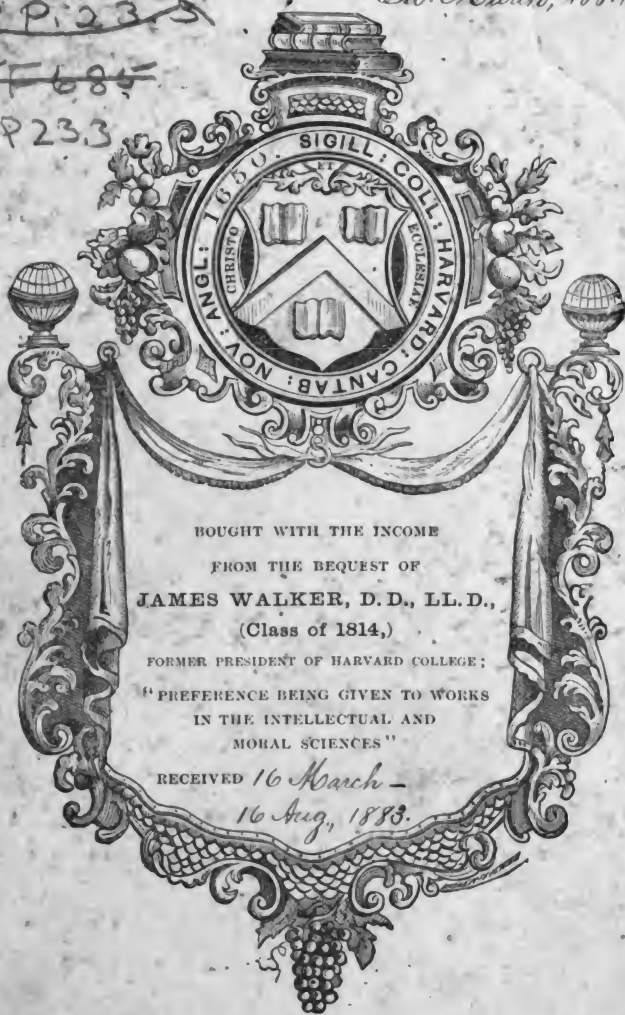 P. 23.3
F 685
P 233
SIGILL: COLL: HARVARD: CANTAB: NOV: ANGL: 1650.
ET
CHRISTO
ECCLESIAE
BOUGHT WITH THE INCOME
FROM THE BEQUEST OF
JAMES WALKER, D.D., LL.D.,
(Class of 1814,)
FORMER PRESIDENT OF HARVARD COLLEGE;
"PREFERENCE BEING GIVEN TO WORKS
IN THE INTELLECTUAL AND
MORAL SCIENCES"
RECEIVED 16 March —
16 Aug, 1883.